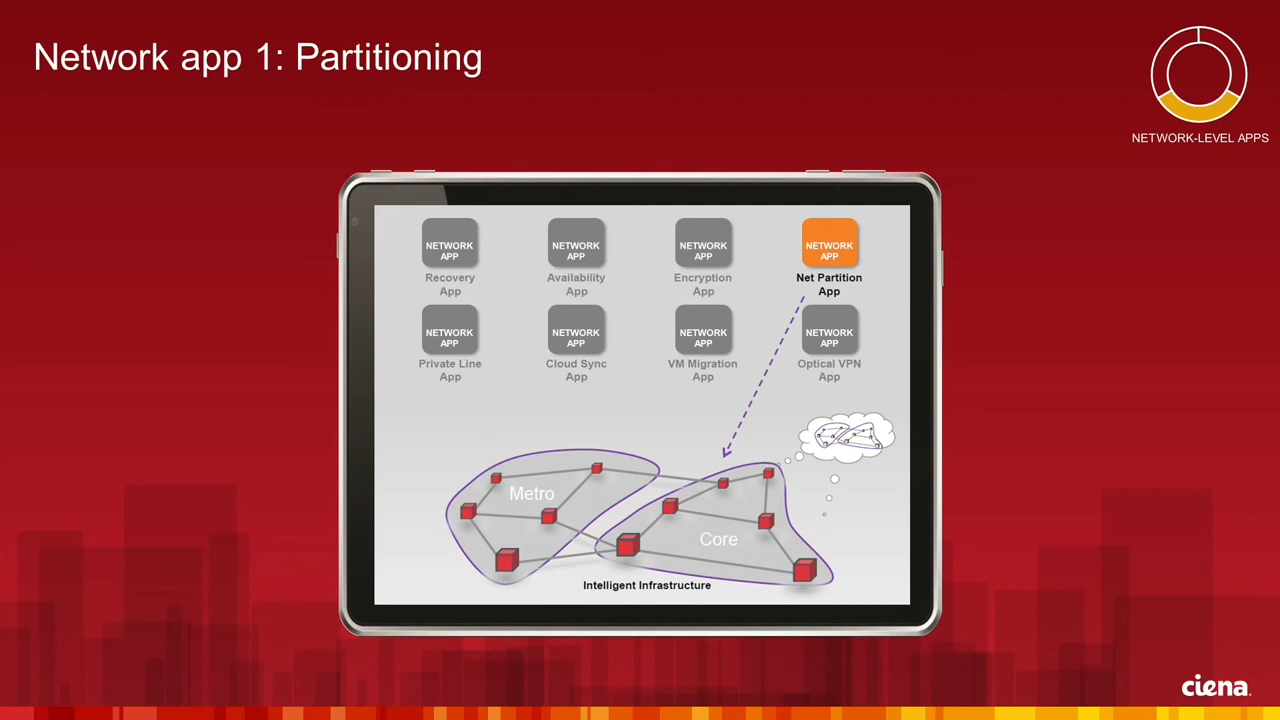 Network app 1: Partitioning
NETWORK-LEVEL APPS
NETWORK
APP
Recovery
App
NETWORK
APP
Availability
App
NETWORK
APP
Encryption
App
NETWORK
APP
Net Partition
App
NETWORK
APP
Private Line
App
NETWORK
APP
Cloud Sync
App
NETWORK
APP
VM Migration
App
NETWORK
APP
Optical VPN
App
Metro
Core
Intelligent Infrastructure
ciena